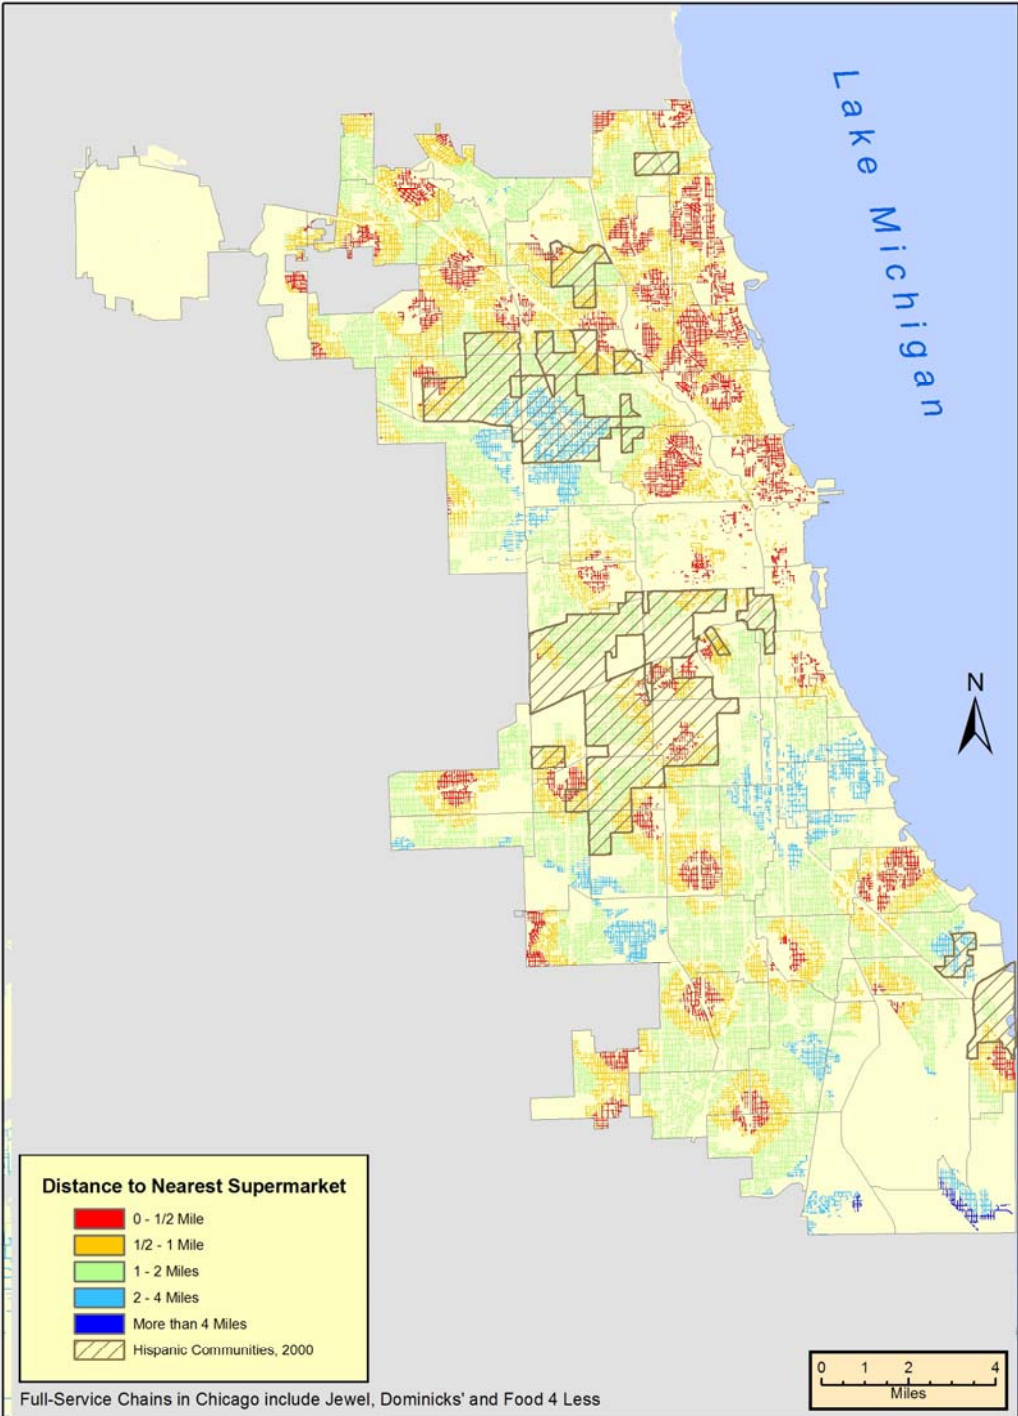 Lake Michigan
N
Distance to Nearest Supermarket
0 - 1/2 Mile
1/2 - 1 Mile
1 - 2 Miles
2 - 4 Miles
More than 4 Miles
Hispanic Communities, 2000
0 1 2 4
Miles
Full-Service Chains in Chicago include Jewel, Dominicks' and Food 4 Less